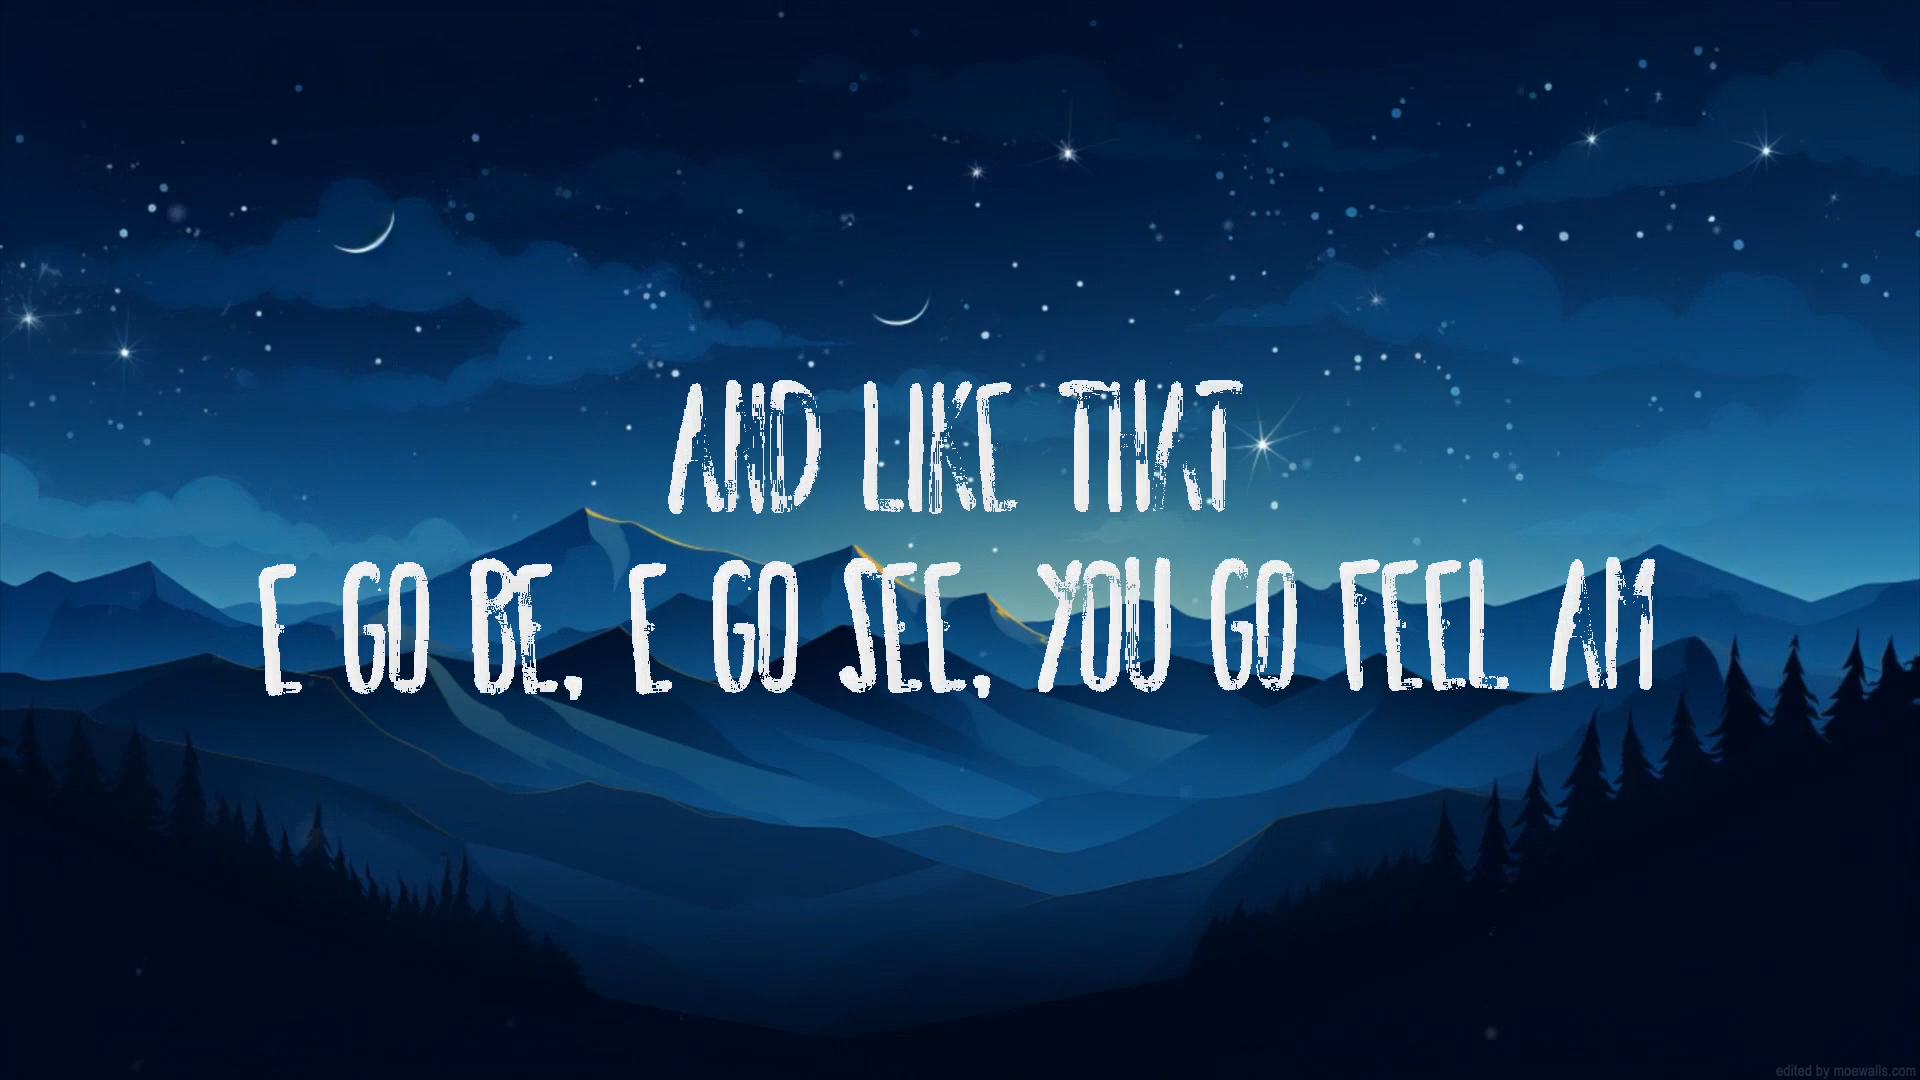 AND LIKE THAT
E GO BE, E GO SEE, YOU GO FEEL AM
edited by moewalls.com